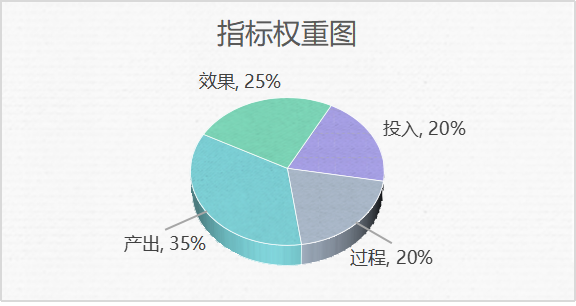 指标权重图
效果, 25%
投入, 20%
产出, 35%
过程, 20%